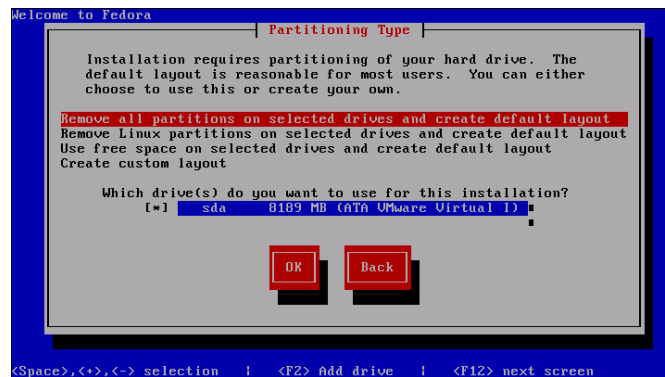 Welcome to Fedora
Partitioning Type
Installation requires partitioning of your hard drive. The
default layout is reasonable for most users. You can either
choose to use this or create your own.
Remove all partitions on selected drives and create default layout
Remove Linux partitions on selected drives and create default layout
Use free space on selected drives and create default layout
Create custom layout
Which drive(s) do you want to use for this installation?
[*] sda 8189 MB (ATA VMware Virtual I)
OK Back
<Space>,<+>,<-> selection | <F2> Add drive | <F12> next screen